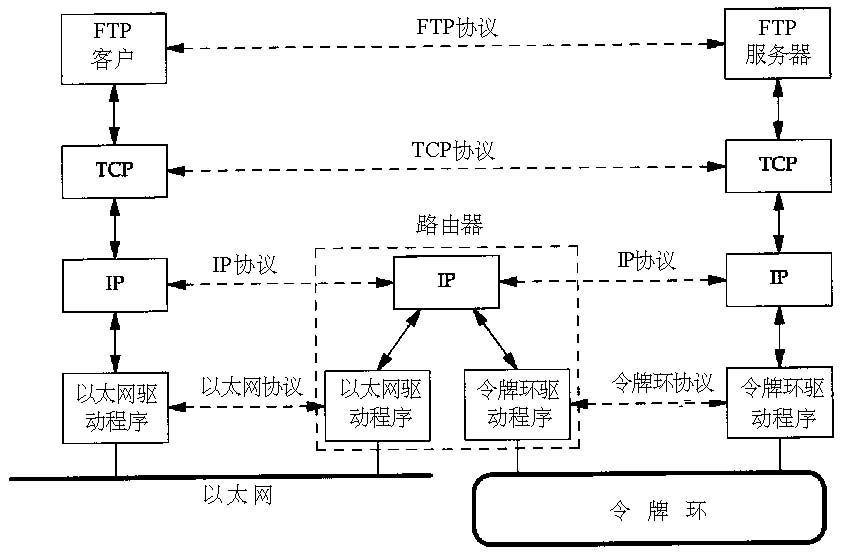 FTP
客户
FTP协议
FTP
服务器
TCP
TCP协议
TCP
路由器
IP
IP协议
IP
IP协议
IP
以太网驱
动程序
以太网协议
以太网驱
动程序
令牌环驱
动程序
令牌环协议
令牌环驱
动程序
以太网
令牌环